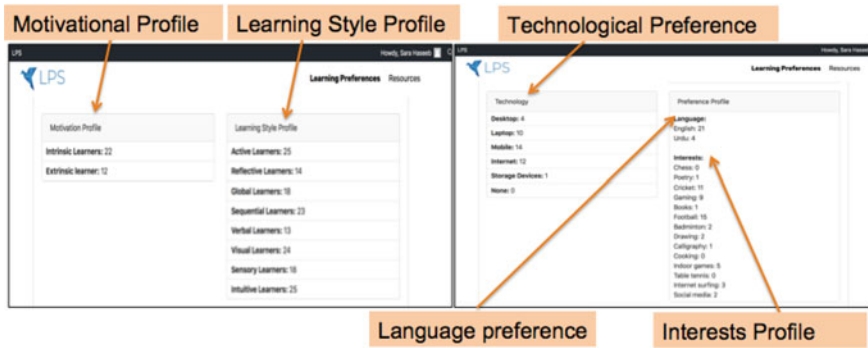 Motivational Profile
Learning Style Profile
Technological Preference
LPS
Howdy, Sara Haseeb
LPS
Learning Preferences Resources
Motivation Profile
Intrinsic Learners: 22
Extrinsic learner: 12
Learning Style Profile
Active Learners: 25
Reflective Learners: 14
Global Learners: 18
Sequential Learners: 23
Verbal Learners: 13
Visual Learners: 24
Sensory Learners: 18
Intuitive Learners: 25
LPS
Howdy, Sara Haseeb
LPS
Learning Preferences Resources
Technology
Desktop: 4
Laptop: 10
Mobile: 14
Internet: 12
Storage Devices: 1
None: 0
Preference Profile
Language:
English: 21
Urdu: 4
Interests:
Chess: 0
Poetry: 1
Cricket: 11
Gaming: 9
Books: 1
Football: 15
Badminton: 2
Drawing: 2
Calligraphy: 1
Cooking: 0
Indoor games: 5
Table tennis: 0
Internet surfing: 3
Social media: 2
Language preference
Interests Profile